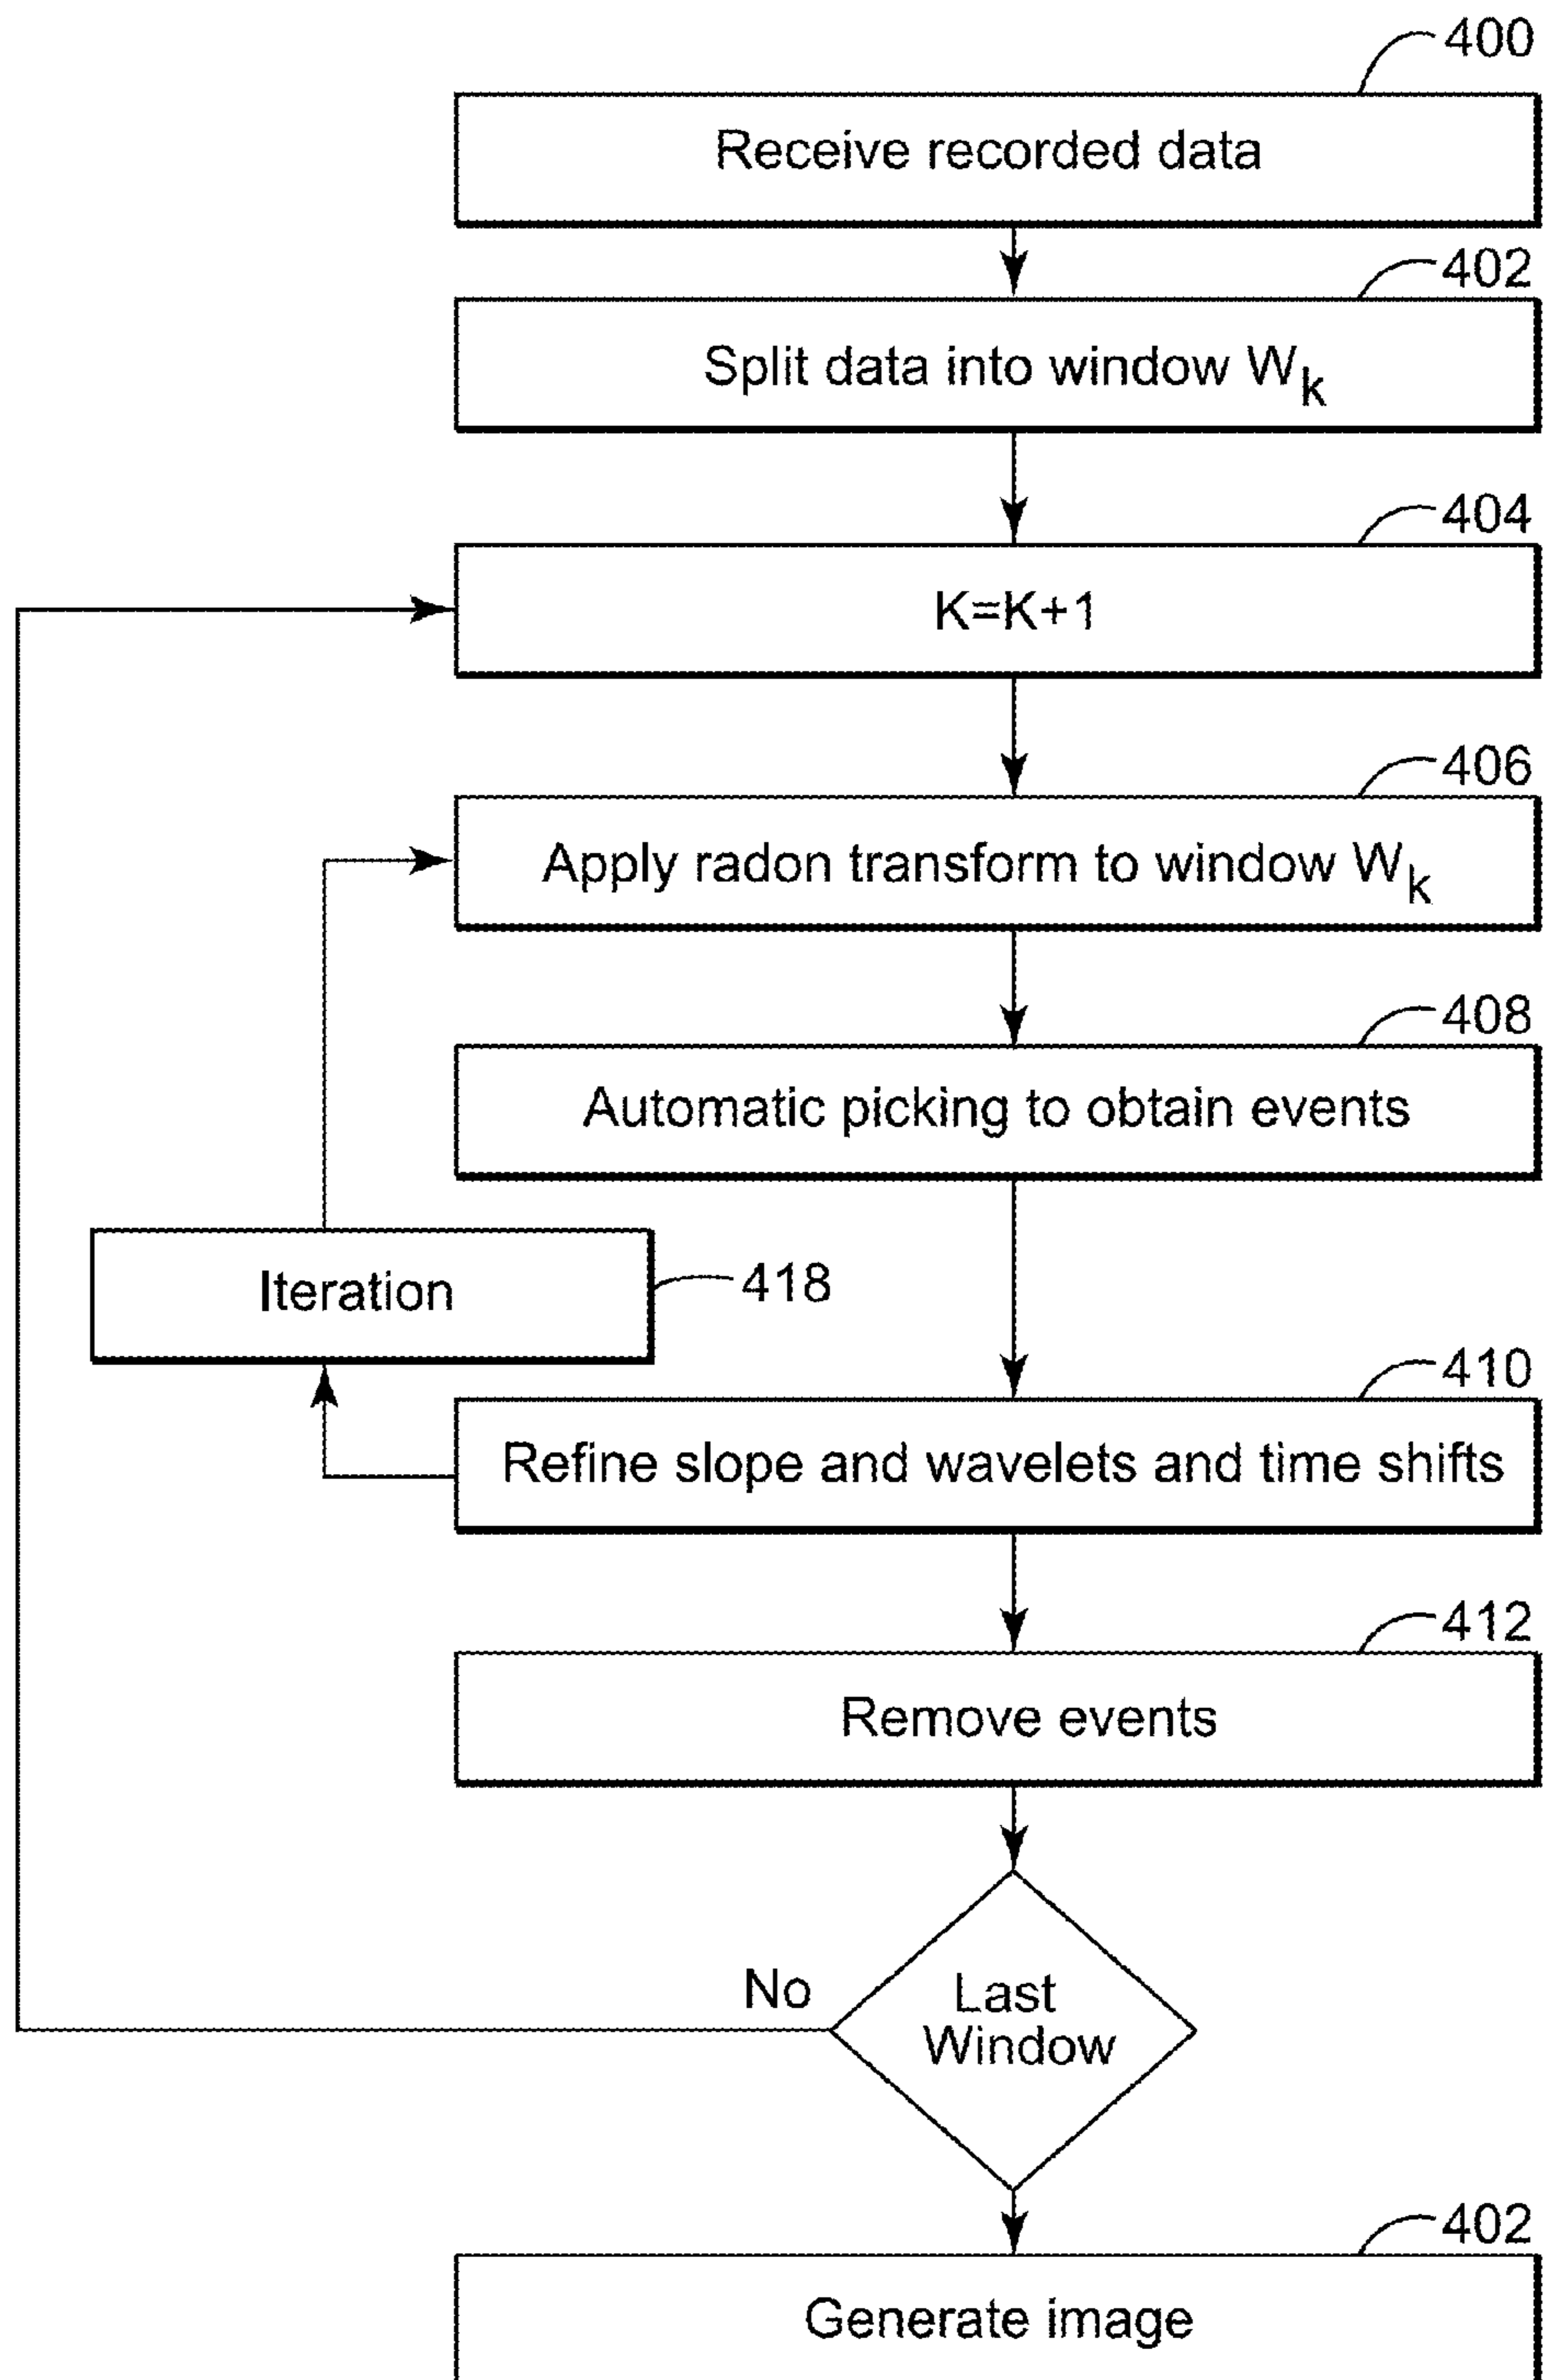 400
Receive recorded data
402
Split data into window Wk
404
K=K+1
406
Apply radon transform to window Wk
408
Automatic picking to obtain events
Iteration
418
410
Refine slope and wavelets and time shifts
412
Remove events
No
Last
Window
402
Generate image